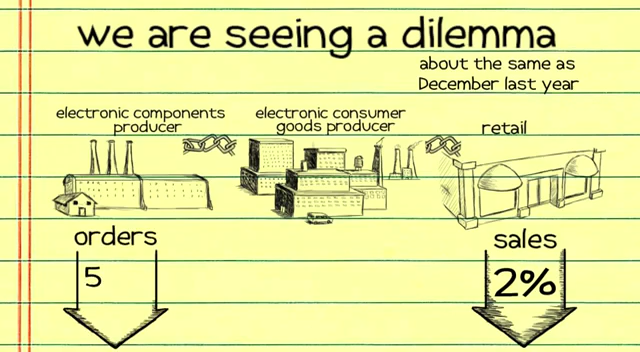 we are seeing a dilemma
about the same as
December last year
electronic components
producer
electronic consumer
goods producer
retail
orders
5
sales
2%